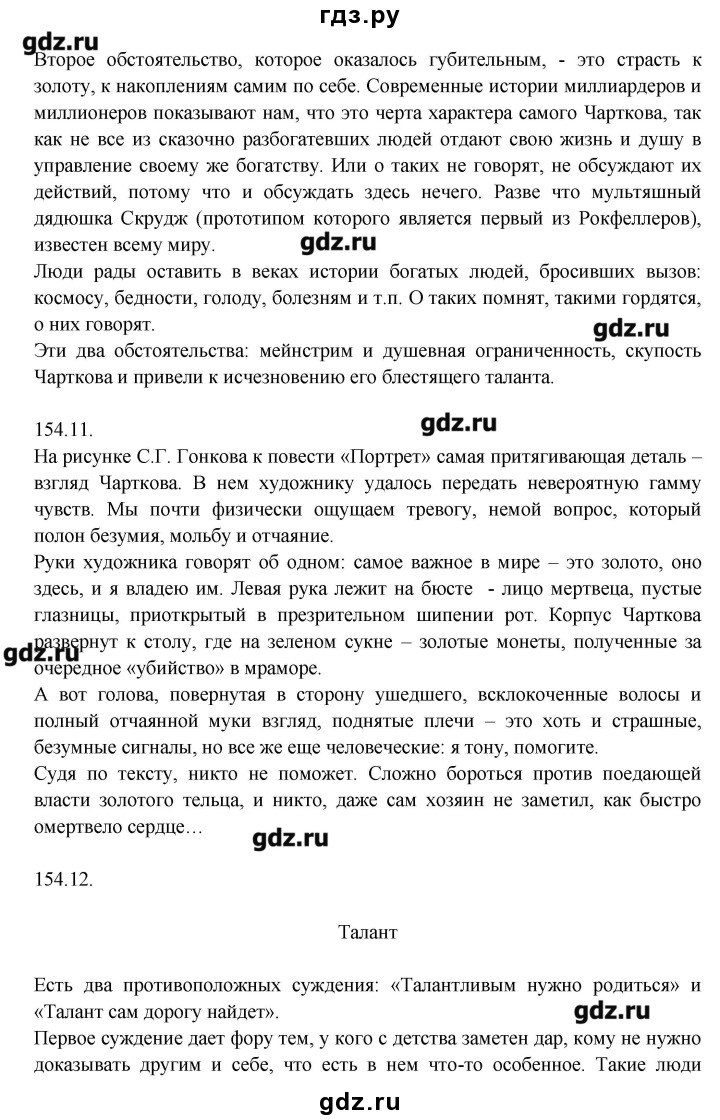 гдз.ру
gdz.ru
Второе обстоятельство, которое оказалось губительным, - это страсть к
золоту, к накоплениям самим по себе. Современные истории миллиардеров и
миллионеров показывают нам, что это черта характера самого Чарткова, так
как не все из сказочно разбогатевших людей отдают свою жизнь и душу в
управление своему же богатству. Или о таких не говорят, не обсуждают их
действий, потому что и обсуждать здесь нечего. Разве что мультяшный
дядюшка Скрудж (прототипом которого является первый из Рокфеллеров),
известен всему миру.
gdz.ru
Люди рады оставить в веках истории богатых людей, бросивших вызов:
космосу, бедности, голоду, болезням и т.п. О таких помнят, такими гордятся,
о них говорят.
gdz.ru
Эти два обстоятельства: мейнстрим и душевная ограниченность, скупость
Чарткова и привели к исчезновению его блестящего таланта.
gdz.ru
154.11.
На рисунке С.Г. Гонкова к повести «Портрет» самая притягивающая деталь –
взгляд Чарткова. В нем художнику удалось передать невероятную гамму
чувств. Мы почти физически ощущаем тревогу, немой вопрос, который
полон безумия, мольбу и отчаяние.
Руки художника говорят об одном: самое важное в мире – это золото, оно
здесь, и я владею им. Левая рука лежит на бюсте  - лицо мертвеца, пустые
глазницы, приоткрытый в презрительном шипении рот. Корпус Чарткова
развернут к столу, где на зеленом сукне – золотые монеты, полученные за
gdz.ru
очередное «убийство» в мраморе.
А вот голова, повернутая в сторону ушедшего, всклокоченные волосы и
полный отчаянной муки взгляд, поднятые плечи – это хоть и страшные,
безумные сигналы, но все же еще человеческие: я тону, помогите.
Судя по тексту, никто не поможет. Сложно бороться против поедающей
власти золотого тельца, и никто, даже сам хозяин не заметил, как быстро
омертвело сердце…
gdz.ru
154.12.
Талант
Есть два противоположных суждения: «Талантливым нужно родиться» и
«Талант сам дорогу найдет».
gdz.ru
Первое суждение дает фору тем, у кого с детства заметен дар, кому не нужно
доказывать другим и себе, что есть в нем что-то особенное. Такие люди
gdz.ru